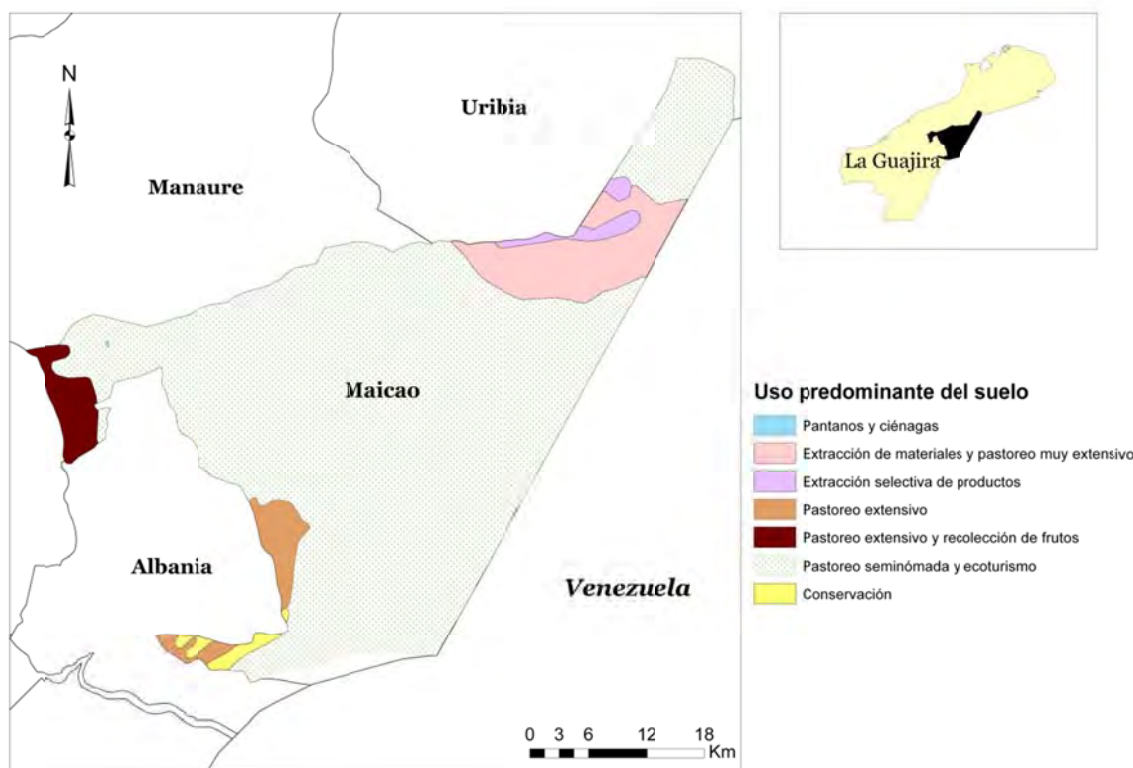 N
Uribia
Manaure
Maicao
Albania
Venezuela
0 3 6 12 18
Km
La Guajira
Uso predominante del suelo
Pantanos y ciénagas
Extracción de materiales y pastoreo muy extensivo
Extracción selectiva de productos
Pastoreo extensivo
Pastoreo extensivo y recolección de frutos
Pastoreo seminómada y ecoturismo
Conservación